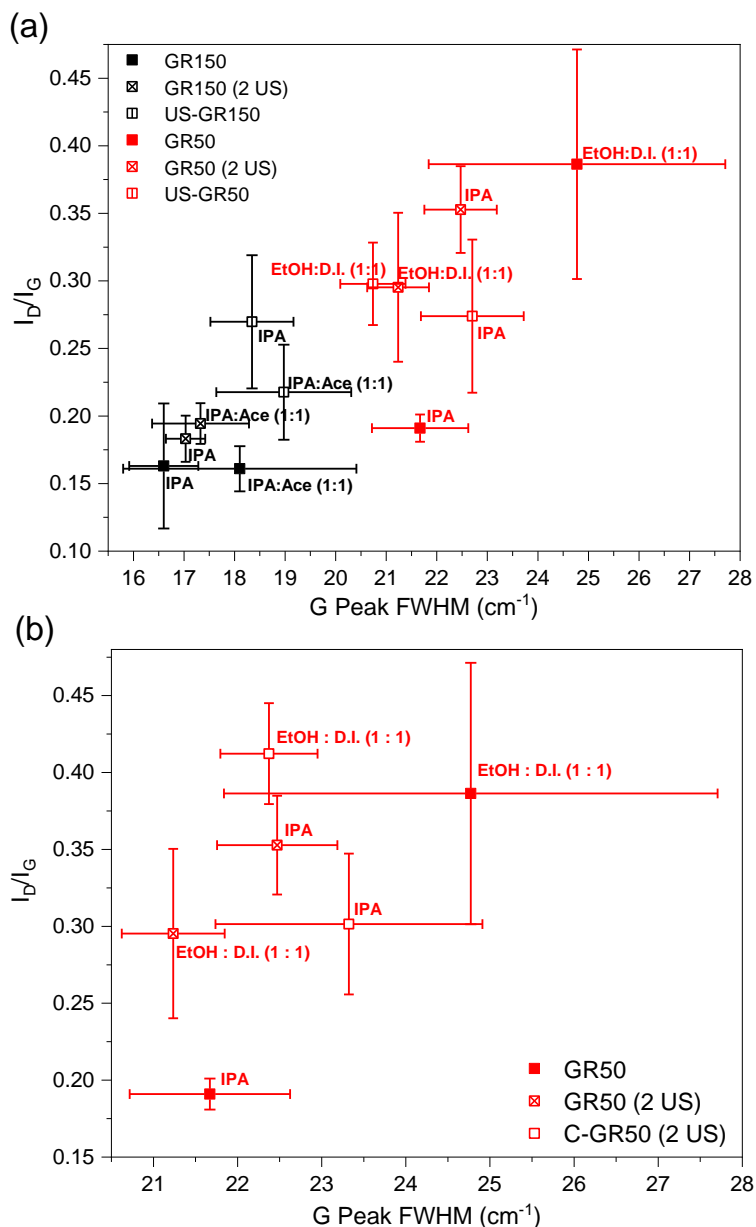 (a)
GR150
GR150 (2 US)
US-GR150
GR50
GR50 (2 US)
US-GR50
EtOH:D.I. (1:1)
IPA
EtOH:D.I. (1:1)
EtOH:D.I. (1:1)
IPA
IPA
IPA:Ace (1:1)
IPA:Ace (1:1)
IPA
IPA
IPA
IPA:Ace (1:1)
0.45
0.40
0.35
0.30
0.25
0.20
0.15
0.10
I_D/I_G
16 17 18 19 20 21 22 23 24 25 26 27 28
G Peak FWHM (cm⁻¹)
(b)
EtOH : D.I. (1 : 1)
EtOH : D.I. (1 : 1)
IPA
IPA
EtOH : D.I. (1 : 1)
IPA
GR50
GR50 (2 US)
C-GR50 (2 US)
0.45
0.40
0.35
0.30
0.25
0.20
0.15
I_D/I_G
21 22 23 24 25 26 27 28
G Peak FWHM (cm⁻¹)